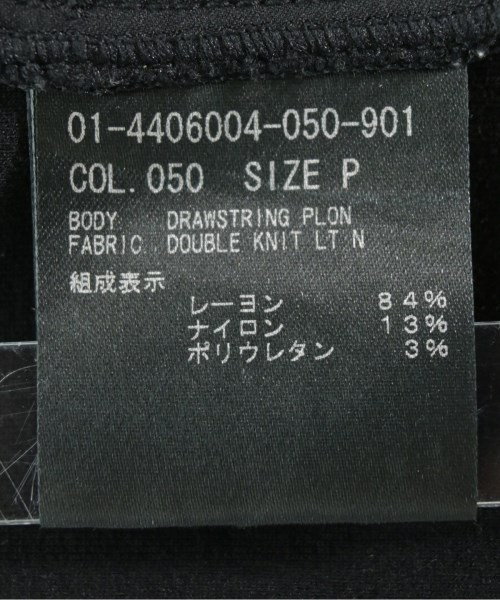 01-4406004-050-901
COL.050 SIZE P
BODY DRAWSTRING PLON
FABRIC. DOUBLE KNIT LT N
組成表示
レーヨン 84%
ナイロン 13%
ポリウレタン 3%